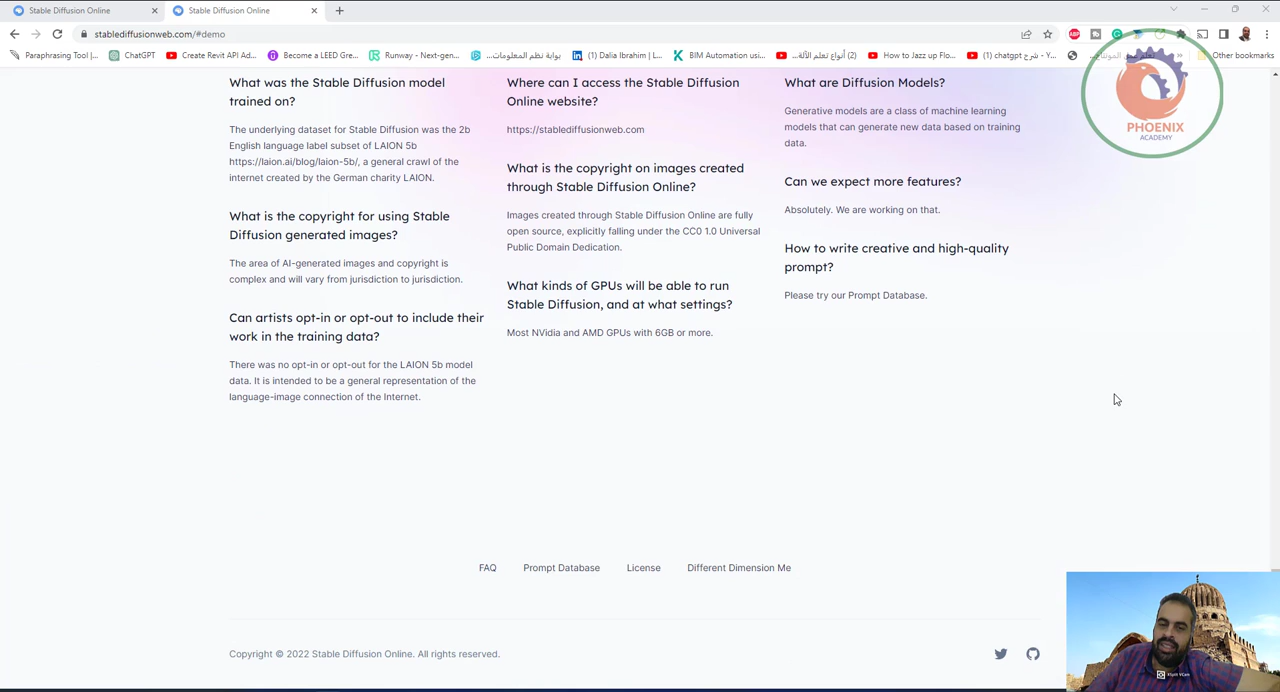 Stable Diffusion Online
Stable Diffusion Online
stablediffusionweb.com/#demo
Paraphrasing Tool |...
ChatGPT
Create Revit API Ad...
Become a LEED Gre...
Runway - Next-gen...
بوابة نظم المعلومات...
(1) (Dalia Ibrahim | L...
BIM Automation using...
(2) أنواع تعلم الآلة...
How to Jazz up Flo...
(1) chatgpt شرح - Y...
Other bookmarks
PHOENIX
ACADEMY
What was the Stable Diffusion model
trained on?
The underlying dataset for Stable Diffusion was the 2b
English language label subset of LAION 5b
https://laion.ai/blog/laion-5b/, a general crawl of the
internet created by the German charity LAION.
What is the copyright for using Stable
Diffusion generated images?
The area of AI-generated images and copyright is
complex and will vary from jurisdiction to jurisdiction.
Can artists opt-in or opt-out to include their
work in the training data?
There was no opt-in or opt-out for the LAION 5b model
data. It is intended to be a general representation of the
language-image connection of the Internet.
Where can I access the Stable Diffusion
Online website?
https://stablediffusionweb.com
What is the copyright on images created
through Stable Diffusion Online?
Images created through Stable Diffusion Online are fully
open source, explicitly falling under the CC0 1.0 Universal
Public Domain Dedication.
What kinds of GPUs will be able to run
Stable Diffusion, and at what settings?
Most NVidia and AMD GPUs with 6GB or more.
What are Diffusion Models?
Generative models are a class of machine learning
models that can generate new data based on training
data.
Can we expect more features?
Absolutely. We are working on that.
How to write creative and high-quality
prompt?
Please try our Prompt Database.
FAQ
Prompt Database
License
Different Dimension Me
Copyright © 2022 Stable Diffusion Online. All rights reserved.
XSplit VCam